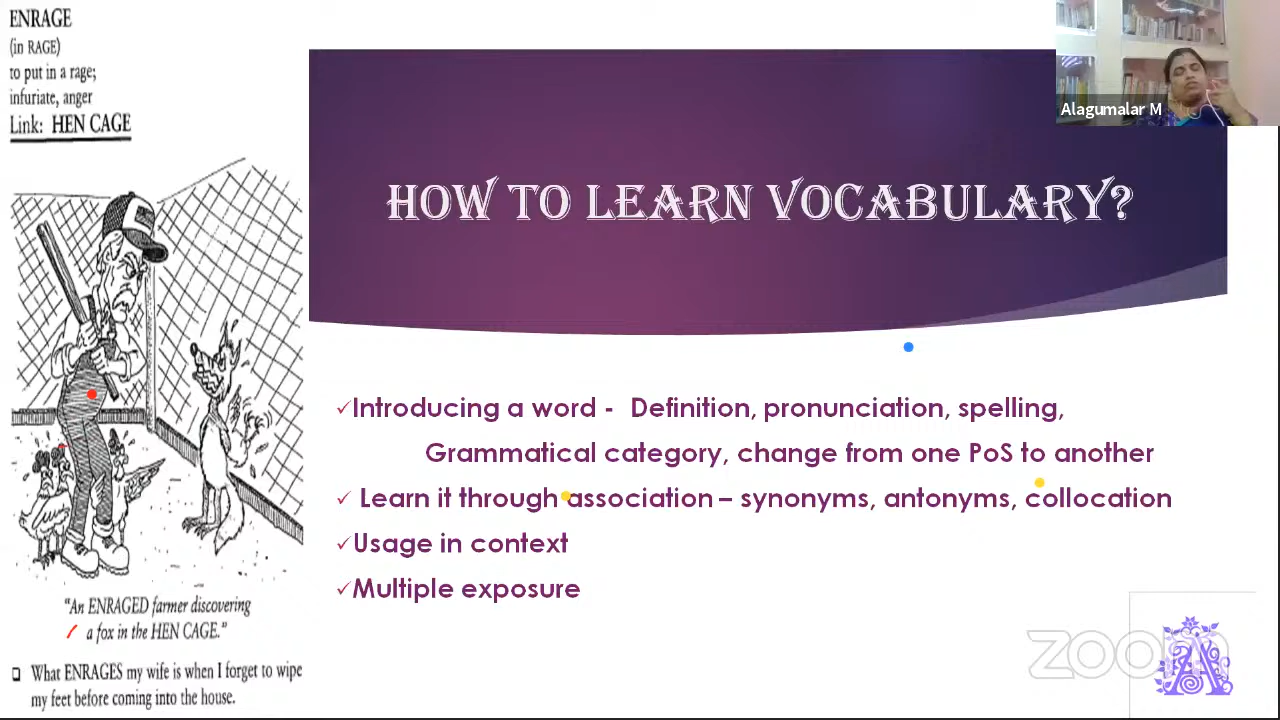 ENRAGE
(in RAGE)
to put in a rage;
infuriate, anger
Link: HEN CAGE
"An ENRAGED farmer discovering
a fox in the HEN CAGE."
What ENRAGES my wife is when I forget to wipe
my feet before coming into the house.
HOW TO LEARN VOCABULARY?
Introducing a word - Definition, pronunciation, spelling,
Grammatical category, change from one PoS to another
Learn it through association – synonyms, antonyms, collocation
Usage in context
Multiple exposure
Alagumalar M
zoom
A